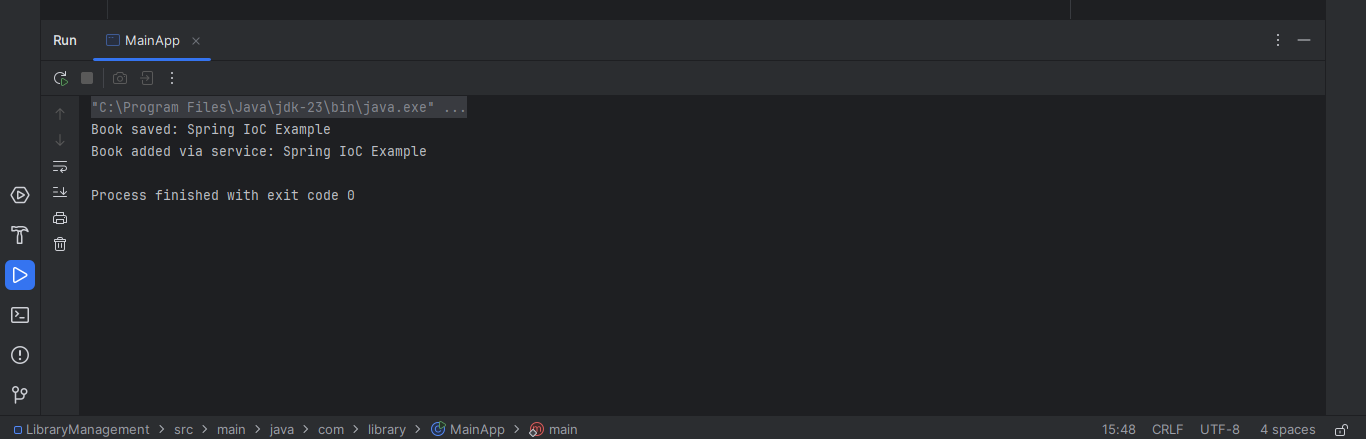 Run MainApp
"C:\Program Files\Java\jdk-23\bin\java.exe" ...
Book saved: Spring IoC Example
Book added via service: Spring IoC Example
Process finished with exit code 0
LibraryManagement > src > main > java > com > library > MainApp > m main 15:48 CRLF UTF-8 4 spaces